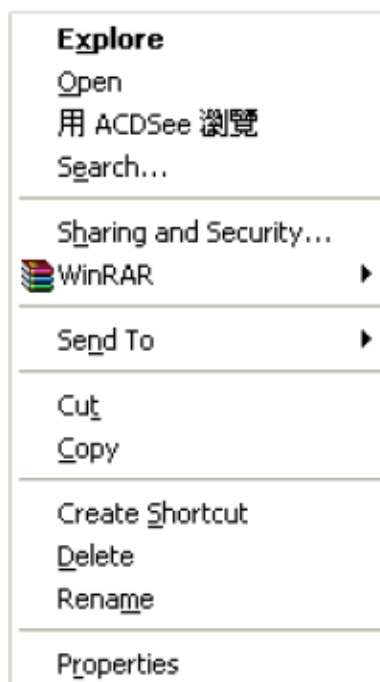 Explore
Open
用 ACDSee 瀏覽
Search...
Sharing and Security...
WinRAR
Send To
Cut
Copy
Create Shortcut
Delete
Rename
Properties